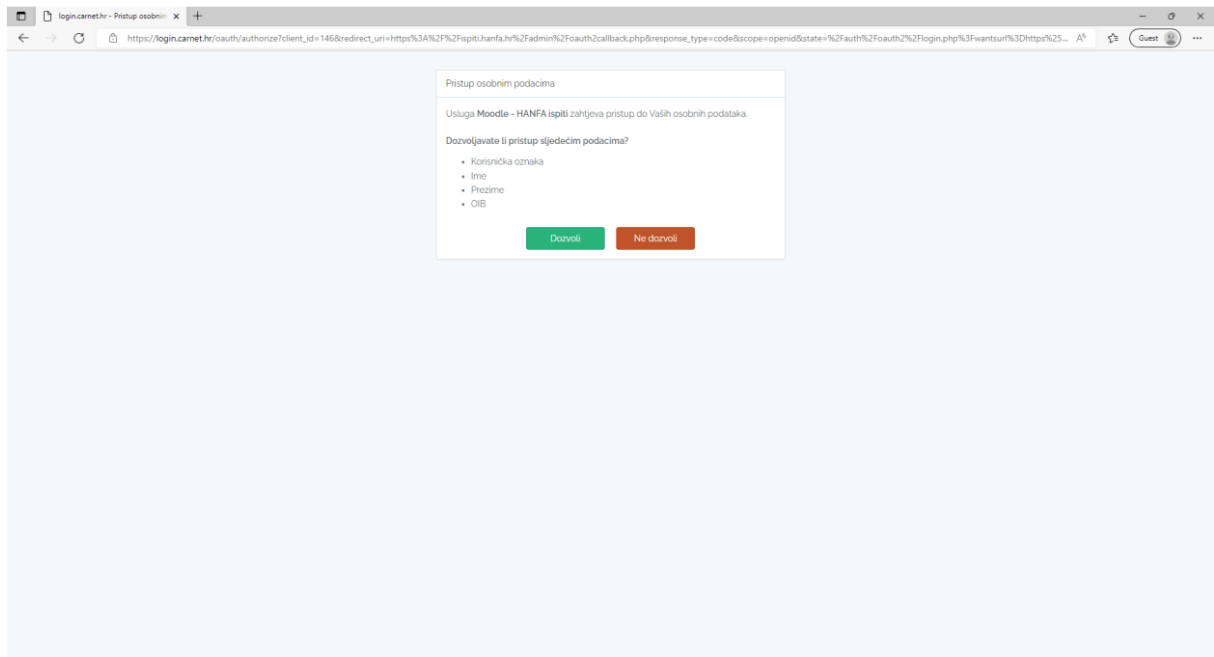 login.carnet.hr - Pristup osobnim
https://login.carnet.hr/oauth/authorize?client_id=146&redirect_uri=https%3A%2F%2Fispiti.hanfa.hr%2Fadmin%2Foauth2callback.php&response_type=code&scope=openid&state=%2Fauth%2Foauth2%2Flogin.php%3Fwantsurl%3Dhttps%25...
Guest
Pristup osobnim podacima
Usluga Moodle - HANFA ispiti zahtjeva pristup do Vaših osobnih podataka.
Dozvoljavate li pristup sljedećim podacima?
• Korisnička oznaka
• Ime
• Prezime
• OIB
Dozvoli Ne dozvoli